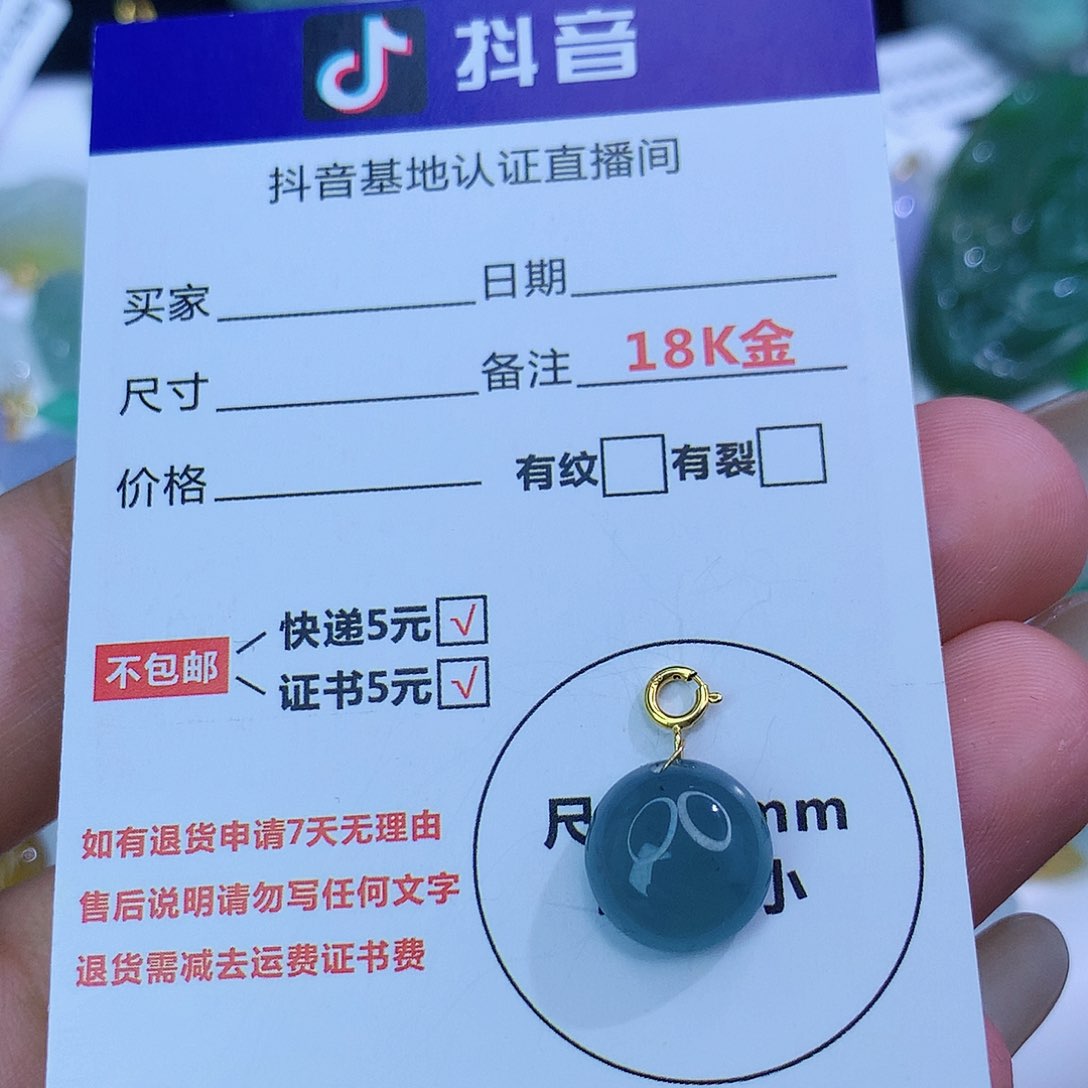 抖音
抖音基地认证直播间
买家 日期
尺寸 备注 18K金
价格 有纹 有裂
不包邮
快递5元 √
证书5元 √
尺 mm
小
如有退货申请7天无理由
售后说明请勿写任何文字
退货需减去运费证书费